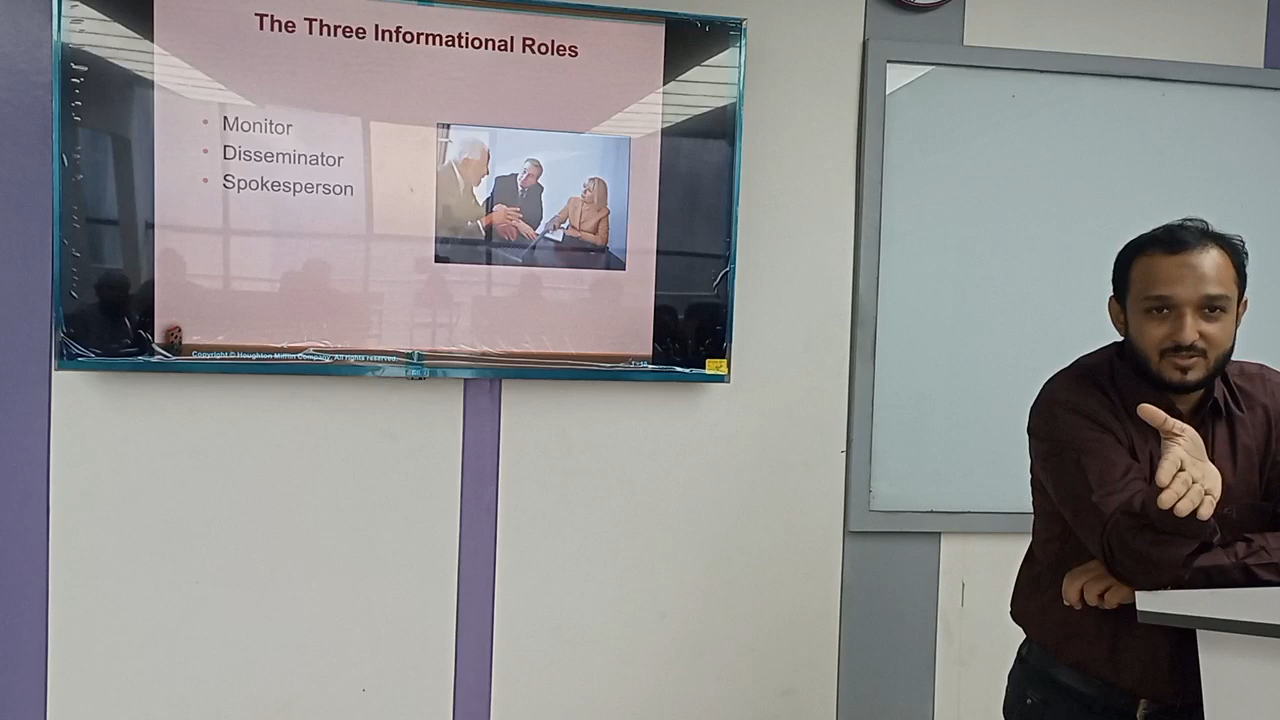 The Three Informational Roles
• Monitor
• Disseminator
• Spokesperson
Copyright © Houghton Mifflin Company. All rights reserved.